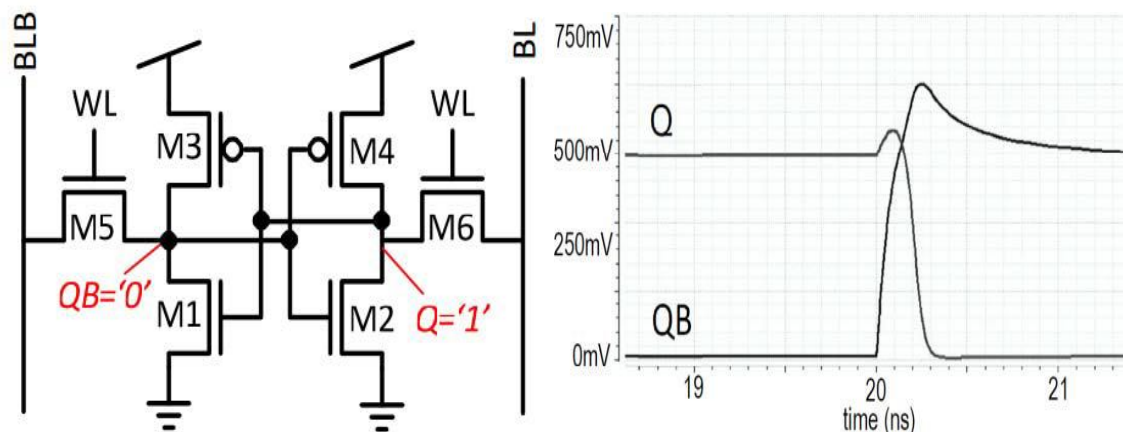 BLB
BL
WL
WL
M3
M4
M5
M6
QB='0'
M1
M2
Q='1'
750mV
500mV
250mV
0mV
Q
QB
19
20
21
time (ns)